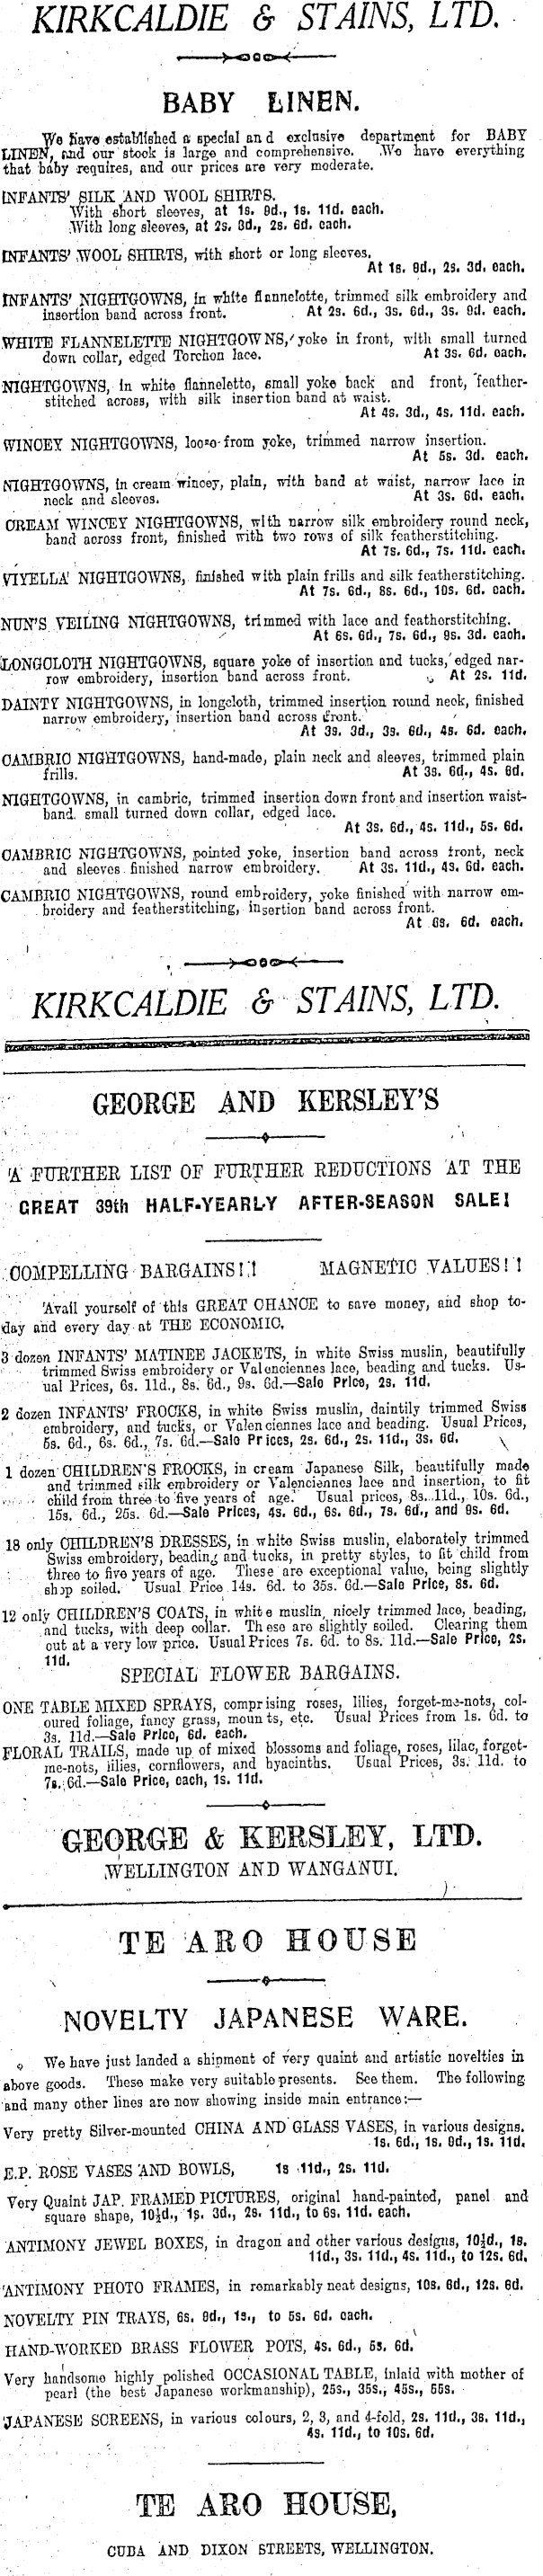 KIRKCALDIE & STAINS, LTD.
BABY LINEN.
We have established a special and exclusive department for BABY
LINEN, and our stock is large and comprehensive. We have everything
that baby requires, and our prices are very moderate.
INFANTS' SILK AND WOOL SHIRTS.
With short sleeves, at 1s. 9d., 1s. 11d. each.
With long sleeves, at 2s. 3d., 2s. 6d. each.
INFANTS' WOOL SHIRTS, with short or long sleeves.
At 1s. 9d., 2s. 3d. each.
INFANTS' NIGHTGOWNS, in white flannelotte, trimmed silk embroidery and
insertion band across front. At 2s. 6d., 3s. 6d., 3s. 9d. each.
WHITE FLANNELETTE NIGHTGOWNS, yoke in front, with small turned
down collar, edged Torchon lace. At 3s. 6d. each.
NIGHTGOWNS, in white flannelette, small yoke back and front, feather-
stitched across, with silk insertion band at waist.
At 4s. 3d., 4s. 11d. each.
WINCEY NIGHTGOWNS, loose from yoke, trimmed narrow insertion.
At 5s. 3d. each.
NIGHTGOWNS, in cream wincey, plain, with band at waist, narrow lace in
neck and sleeves. At 3s. 6d. each.
CREAM WINCEY NIGHTGOWNS, with narrow silk embroidery round neck,
band across front, finished with two rows of silk featherstitching.
At 7s. 6d., 7s. 11d. each.
VIYELLA NIGHTGOWNS, finished with plain frills and silk featherstitching.
At 7s. 6d., 8s. 6d., 10s. 6d. each.
NUN'S VEILING NIGHTGOWNS, trimmed with lace and featherstitching.
At 6s. 6d., 7s. 6d., 9s. 3d. each.
LONGCLOTH NIGHTGOWNS, square yoke of insertion and tucks, edged nar-
row embroidery, insertion band across front. At 2s. 11d.
DAINTY NIGHTGOWNS, in longcloth, trimmed insertion round neck, finished
narrow embroidery, insertion band across front.
At 3s. 3d., 3s. 6d., 4s. 6d. each.
CAMBRIC NIGHTGOWNS, hand-made, plain neck and sleeves, trimmed plain
frills. At 3s. 6d., 4s. 6d.
NIGHTGOWNS, in cambric, trimmed insertion down front and insertion waist-
band, small turned down collar, edged lace.
At 3s. 6d., 4s. 11d., 5s. 6d.
CAMBRIC NIGHTGOWNS, pointed yoke, insertion band across front, neck
and sleeves finished narrow embroidery. At 3s. 11d., 4s. 6d. each.
CAMBRIC NIGHTGOWNS, round embroidery, yoke finished with narrow em-
broidery and featherstitching, insertion band across front.
At 6s. 6d. each.
KIRKCALDIE & STAINS, LTD.
GEORGE AND KERSLEY'S
A FURTHER LIST OF FURTHER REDUCTIONS AT THE
GREAT 39th HALF-YEARLY AFTER-SEASON SALE!
COMPELLING BARGAINS!! MAGNETIC VALUES!!
Avail yourself of this GREAT CHANCE to save money, and shop to-
day and every day at THE ECONOMIC.
3 dozen INFANTS' MATINEE JACKETS, in white Swiss muslin, beautifully
trimmed Swiss embroidery or Valenciennes lace, beading and tucks. Us-
ual Prices, 6s. 11d., 8s. 6d., 9s. 6d.—Sale Price, 2s. 11d.
2 dozen INFANTS' FROCKS, in white Swiss muslin, daintily trimmed Swiss
embroidery, and tucks, or Valenciennes lace and beading. Usual Prices,
5s. 6d., 6s. 6d., 7s. 6d.—Sale Prices, 2s. 6d., 2s. 11d., 3s. 6d.
1 dozen CHILDREN'S FROCKS, in cream Japanese Silk, beautifully made
and trimmed silk embroidery or Valenciennes lace and insertion, to fit
child from three to five years of age. Usual prices, 8s. 11d., 10s. 6d.,
15s. 6d., 25s. 6d.—Sale Prices, 4s. 6d., 6s. 6d., 7s. 6d., and 9s. 6d.
18 only CHILDREN'S DRESSES, in white Swiss muslin, elaborately trimmed
Swiss embroidery, beading and tucks, in pretty styles, to fit child from
three to five years of age. These are exceptional value, being slightly
shop soiled. Usual Price 14s. 6d. to 35s. 6d.—Sale Price, 8s. 6d.
12 only CHILDREN'S COATS, in white muslin, nicely trimmed lace, beading,
and tucks, with deep collar. These are slightly soiled. Clearing them
out at a very low price. Usual Prices 7s. 6d. to 8s. 11d.—Sale Price, 2s.
11d.
SPECIAL FLOWER BARGAINS.
ONE TABLE MIXED SPRAYS, comprising roses, lilies, forget-me-nots, col-
oured foliage, fancy grass, mounts, etc. Usual Prices from 1s. 6d. to
3s. 11d.—Sale Price, 6d. each.
FLORAL TRAILS, made up of mixed blossoms and foliage, roses, lilac, forget-
me-nots, lilies, cornflowers, and hyacinths. Usual Prices, 3s. 11d. to
7s. 6d.—Sale Price, each, 1s. 11d.
GEORGE & KERSLEY, LTD.
WELLINGTON AND WANGANUI.
TE ARO HOUSE
NOVELTY JAPANESE WARE.
We have just landed a shipment of very quaint and artistic novelties in
above goods. These make very suitable presents. See them. The following
and many other lines are now showing inside main entrance:—
Very pretty Silver-mounted CHINA AND GLASS VASES, in various designs.
1s. 6d., 1s. 9d., 1s. 11d.
E.P. ROSE VASES AND BOWLS, 1s 11d., 2s. 11d.
Very Quaint JAP. FRAMED PICTURES, original hand-painted, panel and
square shape, 10½d., 1s. 3d., 2s. 11d., to 6s. 11d. each.
ANTIMONY JEWEL BOXES, in dragon and other various designs, 10½d., 1s.
11d., 3s. 11d., 4s. 11d., to 12s. 6d.
ANTIMONY PHOTO FRAMES, in remarkably neat designs, 10s. 6d., 12s. 6d.
NOVELTY PIN TRAYS, 6s. 9d., 1s., to 5s. 6d. each.
HAND-WORKED BRASS FLOWER POTS, 4s. 6d., 5s. 6d.
Very handsome highly polished OCCASIONAL TABLE, inlaid with mother of
pearl (the best Japanese workmanship), 25s., 35s., 45s., 55s.
JAPANESE SCREENS, in various colours, 2, 3, and 4-fold, 2s. 11d., 3s. 11d.,
4s. 11d., to 10s. 6d.
TE ARO HOUSE,
CUBA AND DIXON STREETS, WELLINGTON.